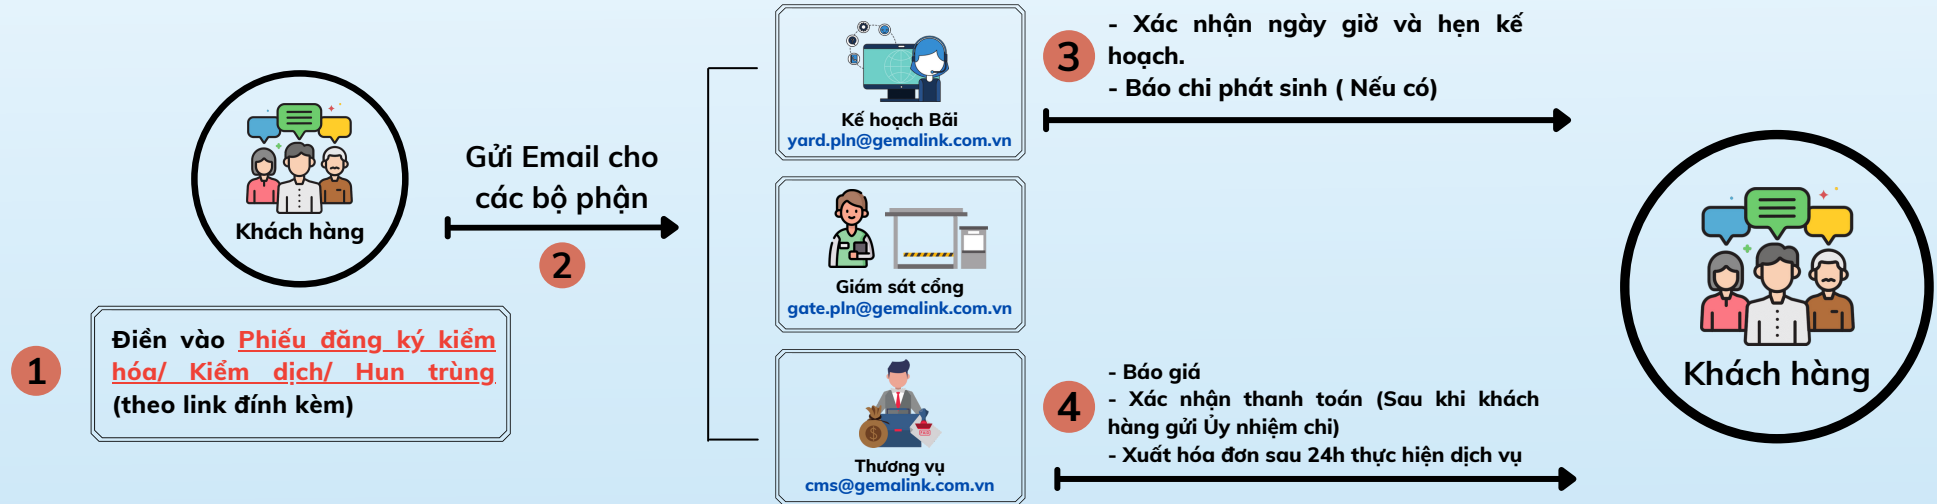 Khách hàng
1
Điền vào Phiếu đăng ký kiểm
hóa/ Kiểm dịch/ Hun trùng
(theo link đính kèm)
Gửi Email cho
các bộ phận
2
Kế hoạch Bãi
yard.pln@gemalink.com.vn
Giám sát cổng
gate.pln@gemalink.com.vn
Thương vụ
cms@gemalink.com.vn
3
- Xác nhận ngày giờ và hẹn kế
hoạch.
- Báo chi phát sinh ( Nếu có)
4
- Báo giá
- Xác nhận thanh toán (Sau khi khách
hàng gửi Ủy nhiệm chi)
- Xuất hóa đơn sau 24h thực hiện dịch vụ
Khách hàng